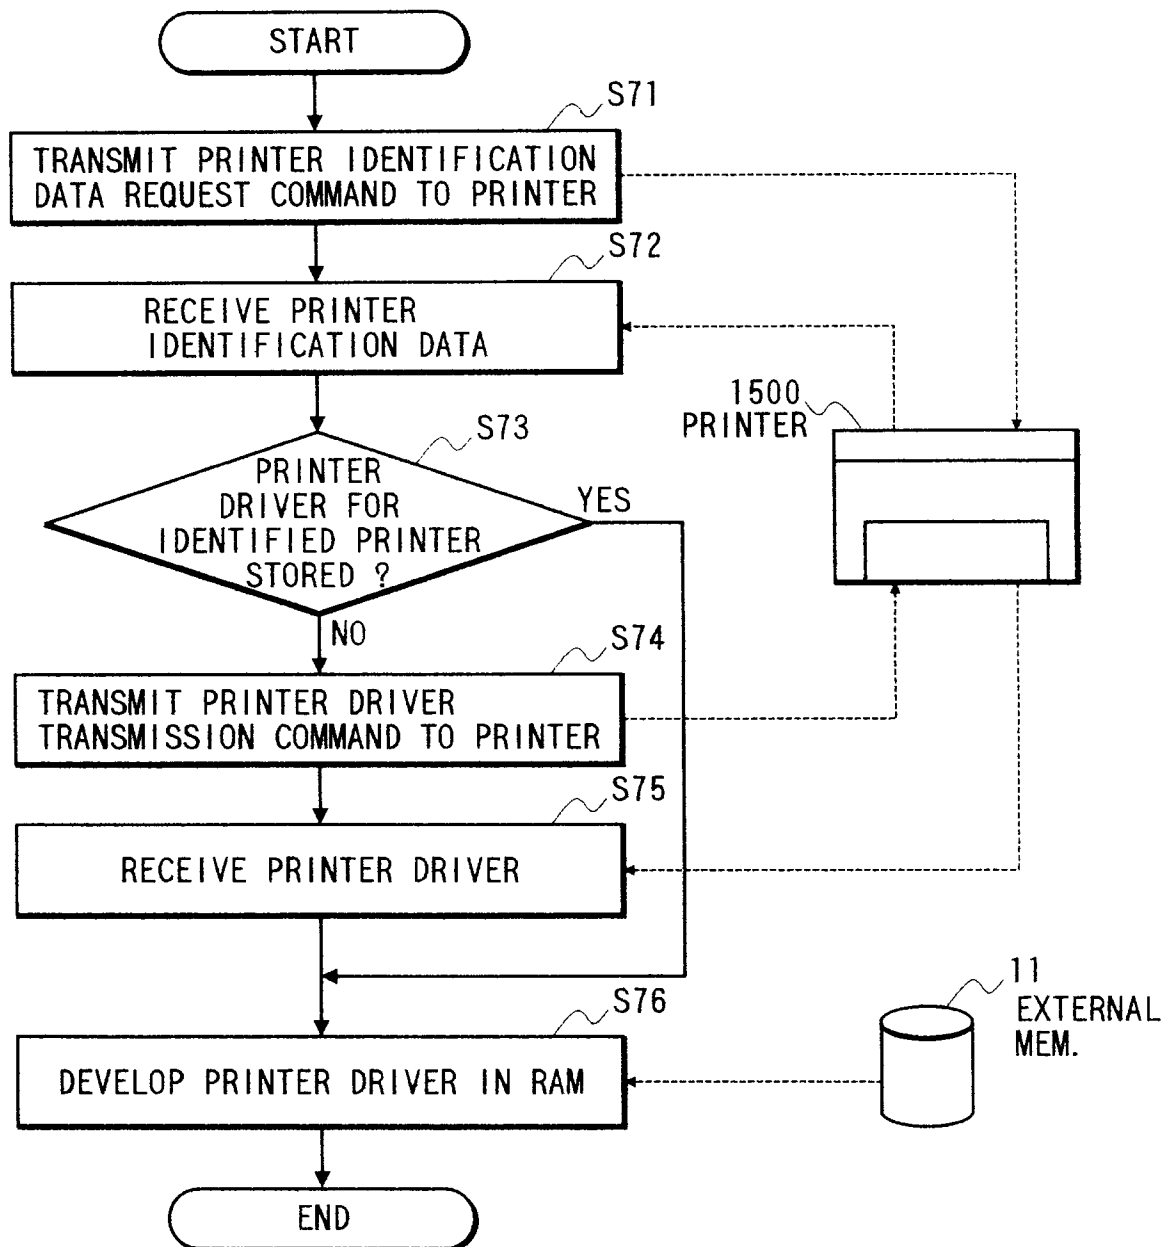 START
S71
TRANSMIT PRINTER IDENTIFICATION
DATA REQUEST COMMAND TO PRINTER
S72
RECEIVE PRINTER
IDENTIFICATION DATA
1500
PRINTER
S73
PRINTER
DRIVER FOR
IDENTIFIED PRINTER
STORED ?
YES
NO
S74
TRANSMIT PRINTER DRIVER
TRANSMISSION COMMAND TO PRINTER
S75
RECEIVE PRINTER DRIVER
11
EXTERNAL
MEM.
S76
DEVELOP PRINTER DRIVER IN RAM
END